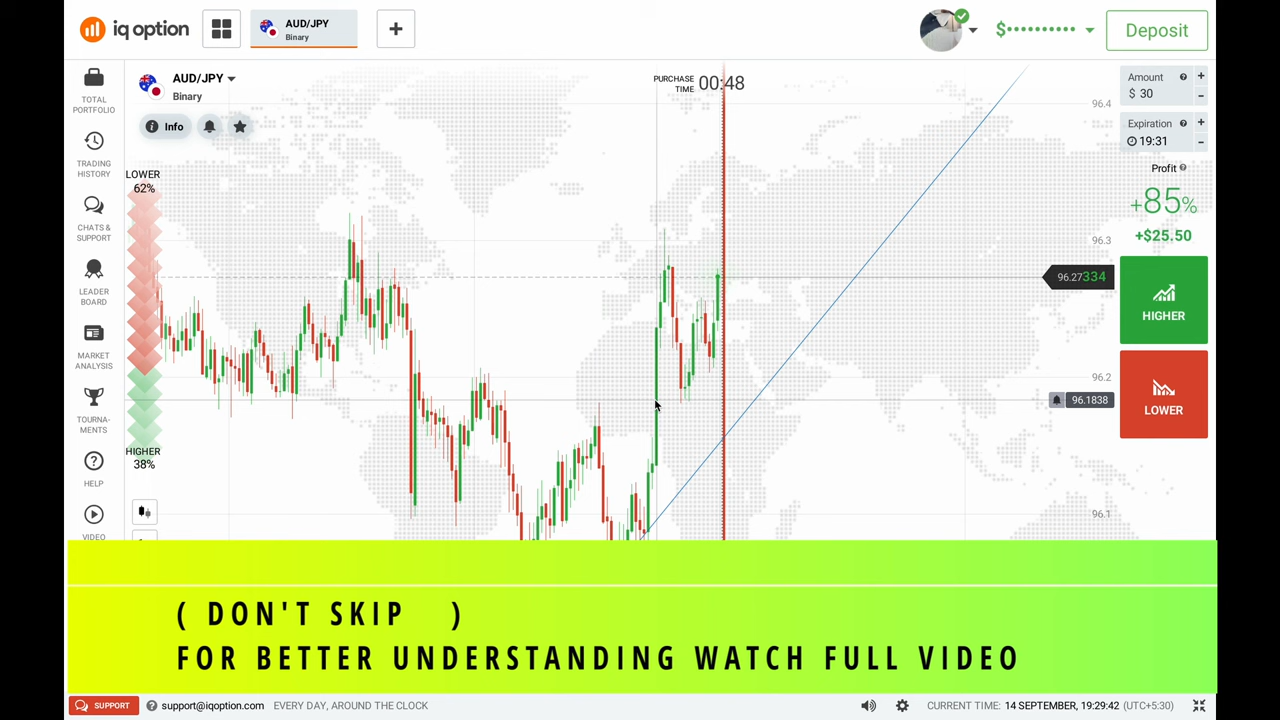 iq option
AUD/JPY
Binary
+
$••••••••••
Deposit
TOTAL
PORTFOLIO
TRADING
HISTORY
CHATS &
SUPPORT
LEADER
BOARD
MARKET
ANALYSIS
TOURNA-
MENTS
HELP
VIDEO
AUD/JPY
Binary
Info
LOWER
62%
HIGHER
38%
PURCHASE
TIME
00:48
96.4
96.3
96.27334
96.2
96.1838
96.1
Amount
$ 30
+
-
Expiration
19:31
+
-
Profit
+85%
+$25.50
HIGHER
LOWER
( DON'T SKIP )
FOR BETTER UNDERSTANDING WATCH FULL VIDEO
SUPPORT
support@iqoption.com EVERY DAY, AROUND THE CLOCK
CURRENT TIME: 14 SEPTEMBER, 19:29:42 (UTC+5:30)